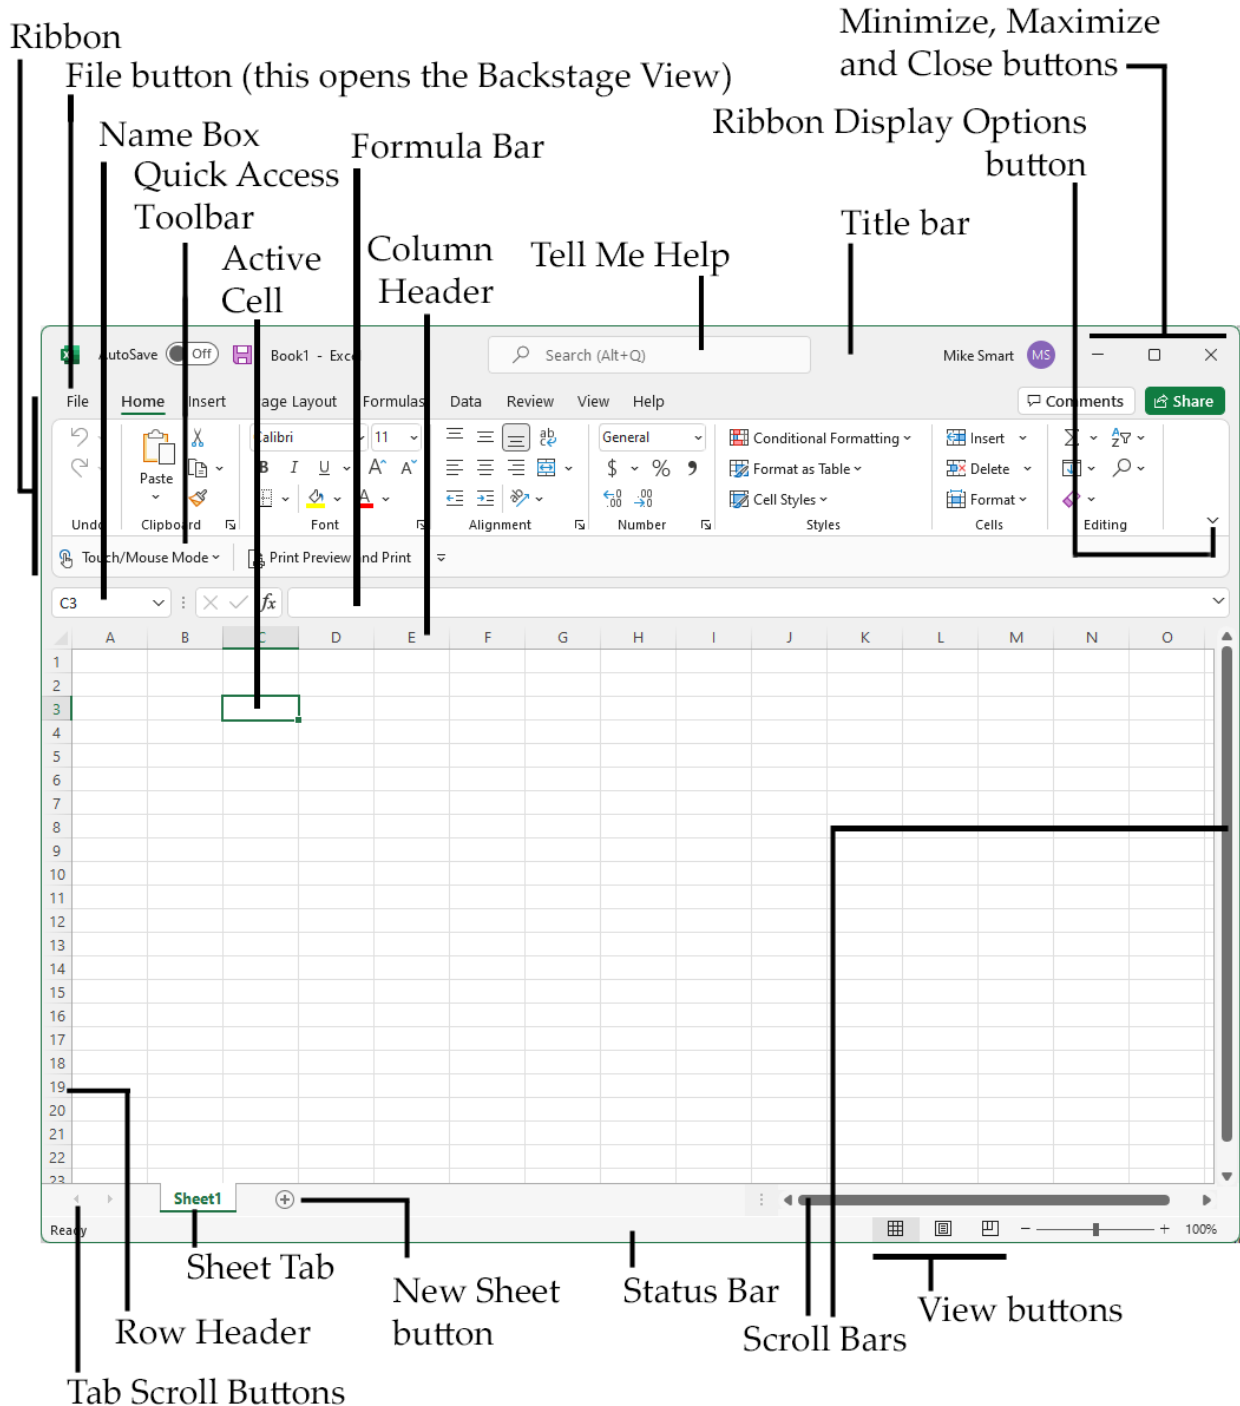 Ribbon
File button (this opens the Backstage View)
Minimize, Maximize
and Close buttons
Name Box
Quick Access
Toolbar
Formula Bar
Ribbon Display Options
button
Active
Cell
Column
Header
Tell Me Help
Title bar
AutoSave Off Book1 - Excel
Search (Alt+Q)
Mike Smart MS
File Home Insert Page Layout Formulas Data Review View Help Comments Share
Calibri 11 ab General Conditional Formatting Insert
Paste B I U A A $ % Format as Table Delete
A Cell Styles Format
Undo Clipboard Font Alignment Number Styles Cells Editing
Touch/Mouse Mode Print Preview and Print
C3 fx
A B C D E F G H I J K L M N O
1
2
3
4
5
6
7
8
9
10
11
12
13
14
15
16
17
18
19
20
21
22
23
Sheet1
Ready 100%
Sheet Tab
New Sheet
button
Status Bar
View buttons
Row Header
Scroll Bars
Tab Scroll Buttons